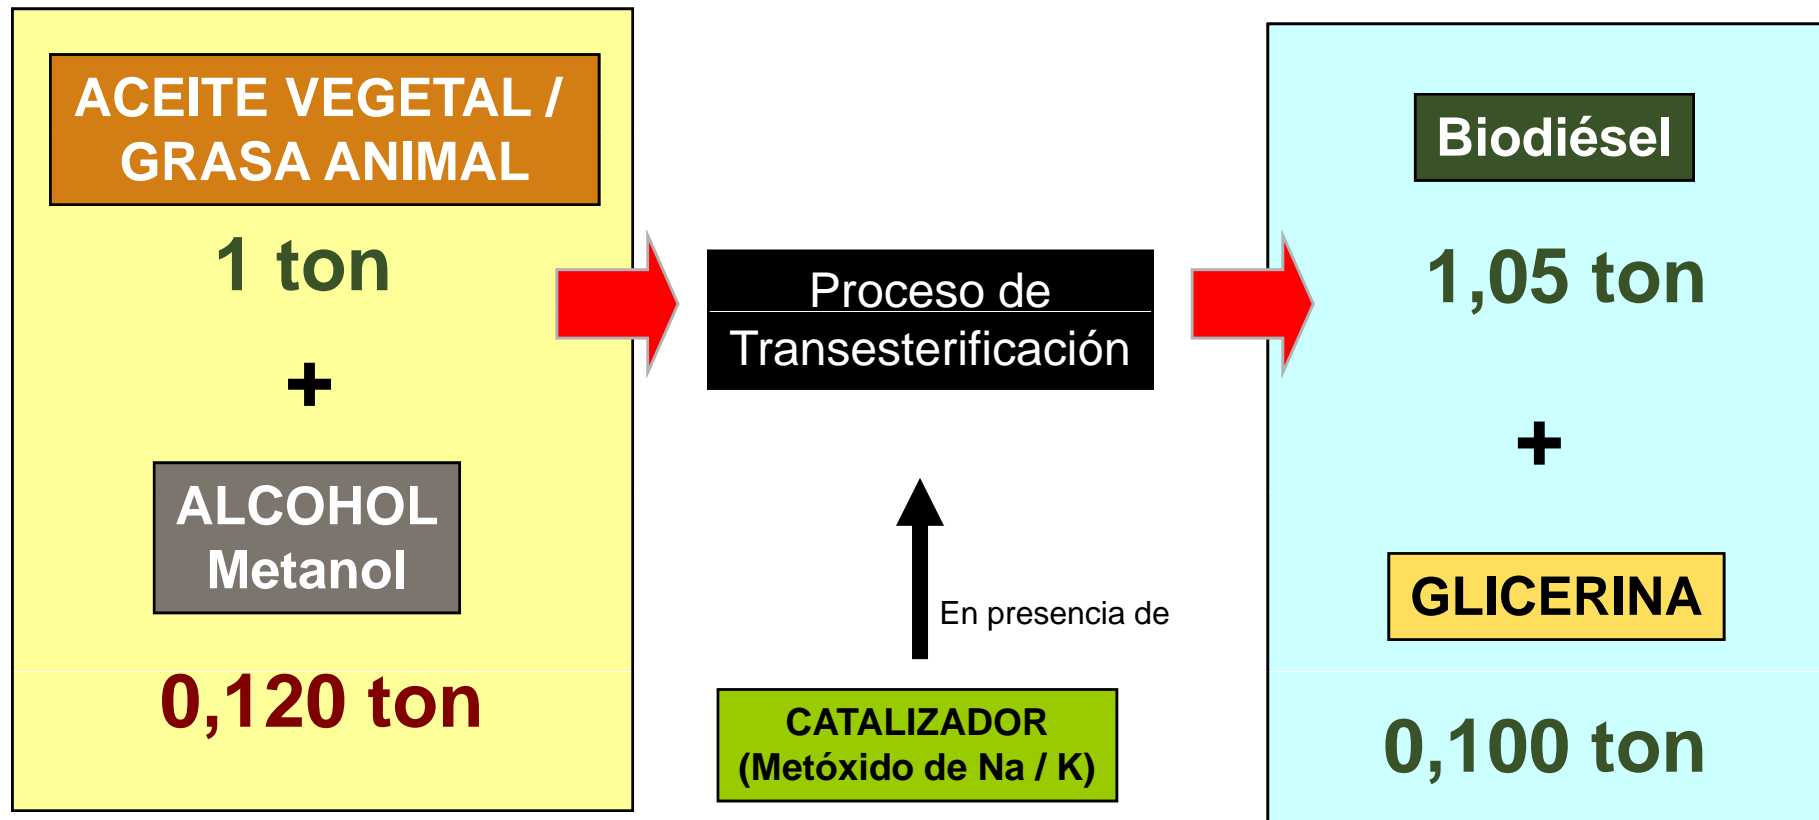 ACEITE VEGETAL /
GRASA ANIMAL
1 ton
+
ALCOHOL
Metanol
0,120 ton
Proceso de
Transesterificación
En presencia de
CATALIZADOR
(Metóxido de Na / K)
Biodiésel
1,05 ton
+
GLICERINA
0,100 ton